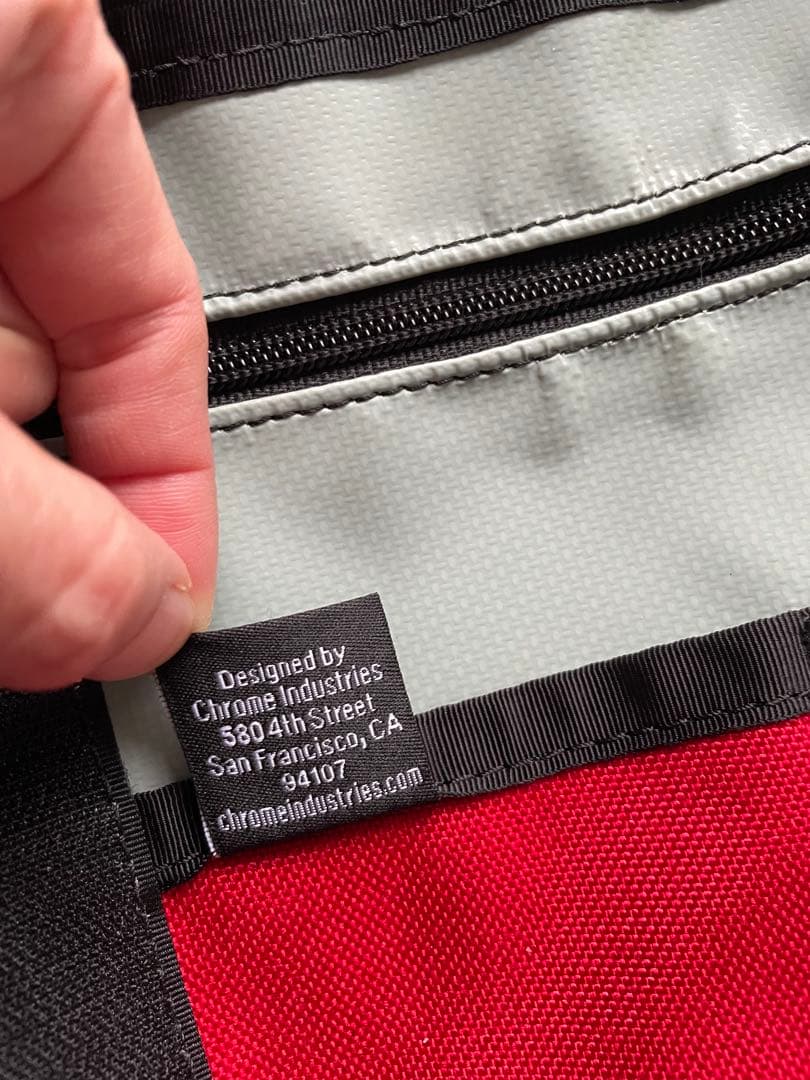 Designed by
Chrome Industries
580 4th Street
San Francisco, CA
94107
chromeindustries.com